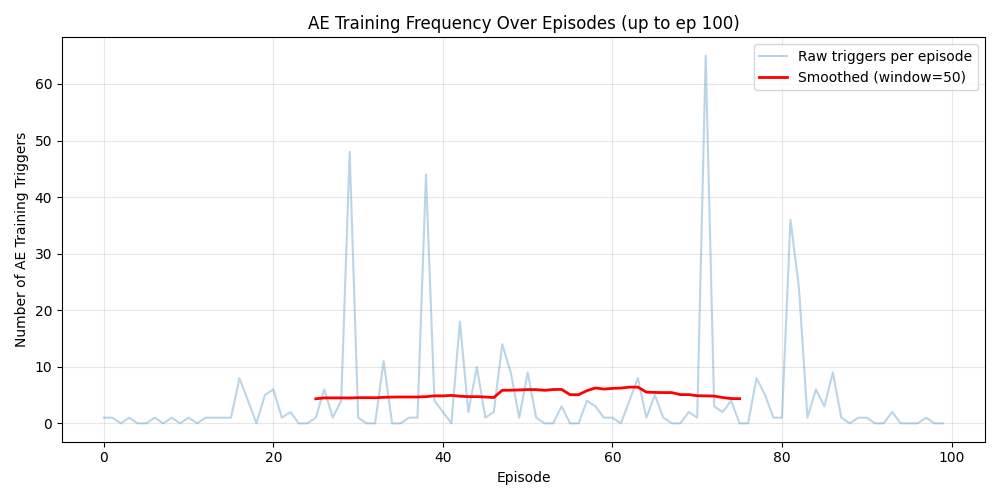 AE Training Frequency Over Episodes (up to ep 100)
Raw triggers per episode
Smoothed (window=50)
Number of AE Training Triggers
60
50
40
30
20
10
0
0 20 40 60 80 100
Episode